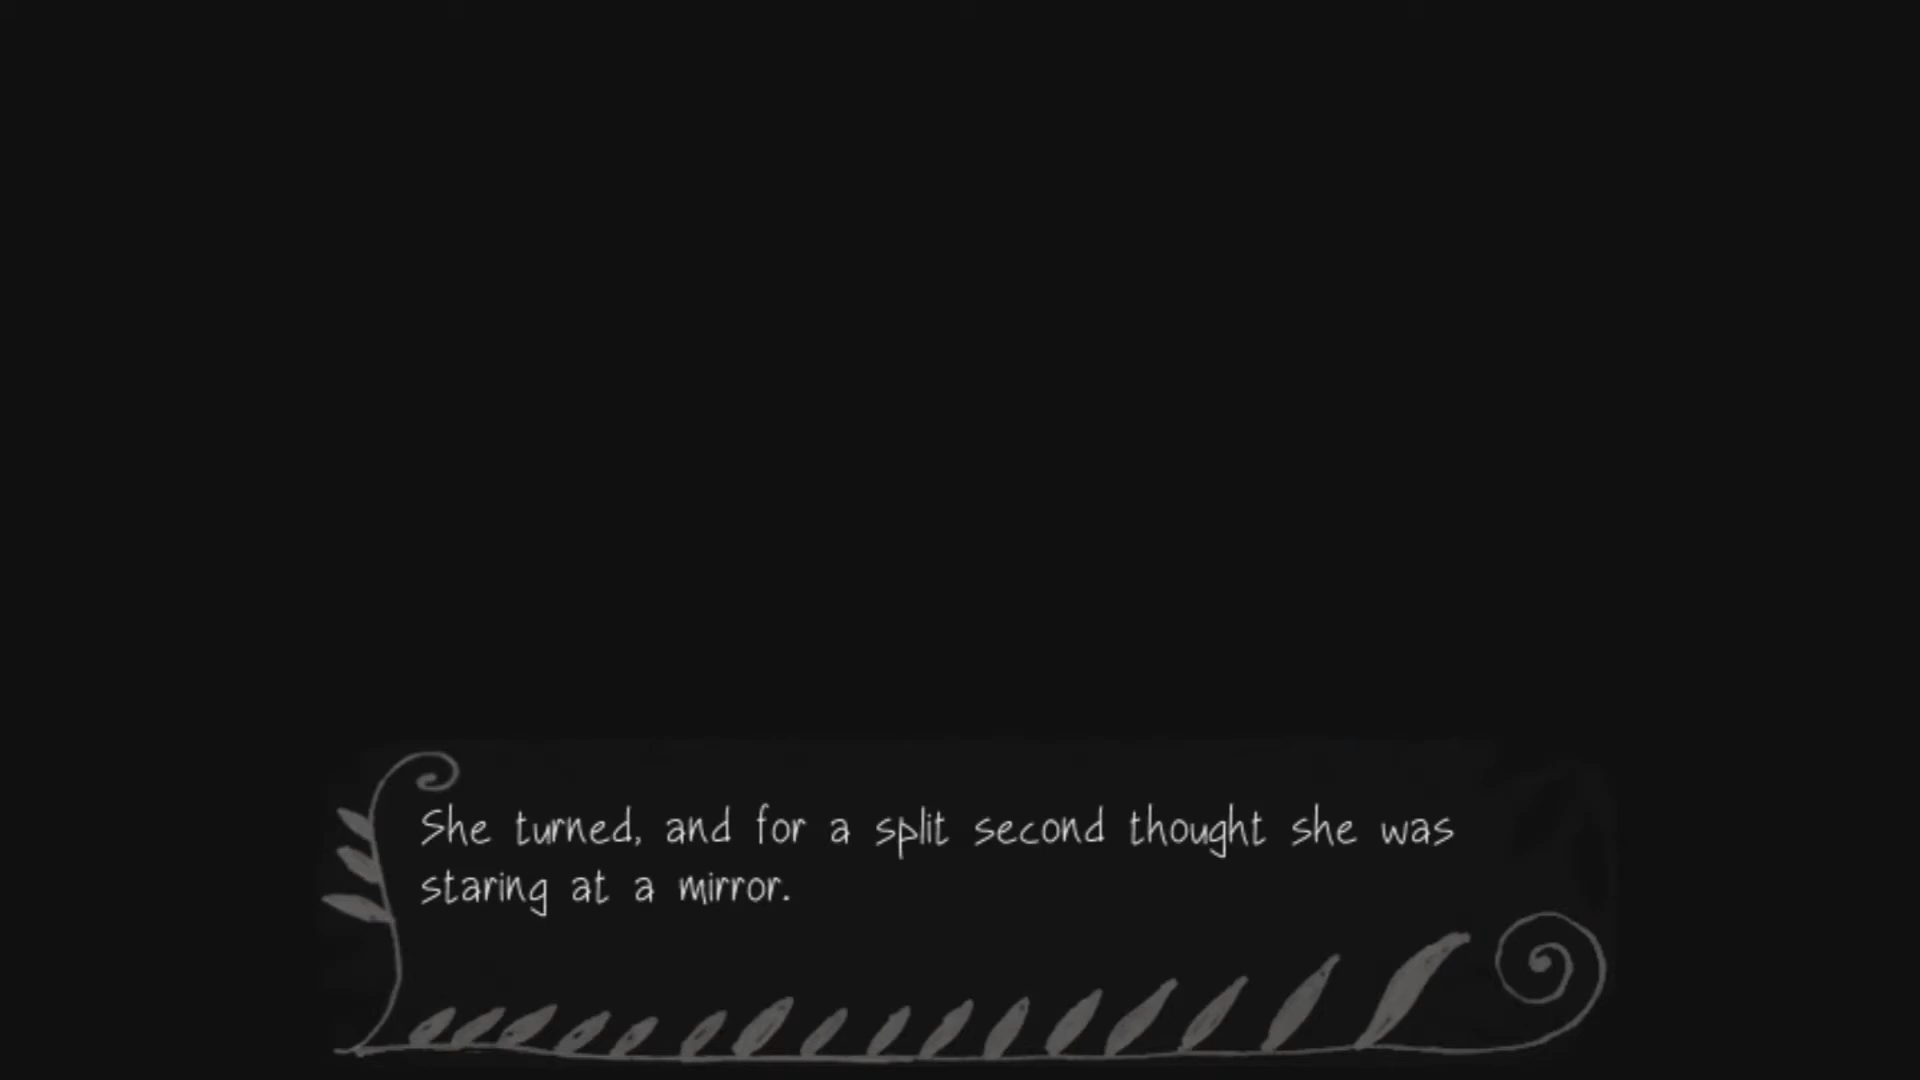 She turned, and for a split second thought she was
staring at a mirror.